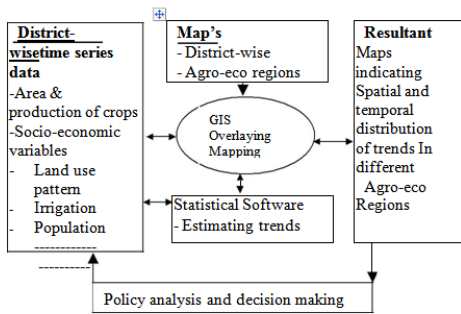 District-
wisetime series
data
-Area &
production of crops
-Socio-economic
variables
- Land use
pattern
- Irrigation
- Population
------------
------------
Map's
- District-wise
- Agro-eco regions
GIS
Overlaying
Mapping
Statistical Software
- Estimating trends
Resultant
Maps
indicating
Spatial and
temporal
distribution
of trends In
different
Agro-eco
Regions
Policy analysis and decision making